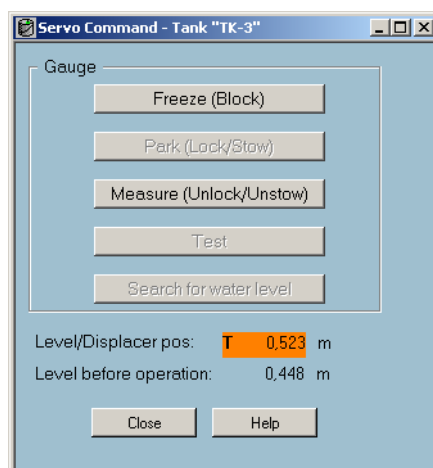 Servo Command - Tank "TK-3"
Gauge
Freeze (Block)
Park (Lock/Stow)
Measure (Unlock/Unstow)
Test
Search for water level
Level/Displacer pos: T 0,523 m
Level before operation: 0,448 m
Close Help